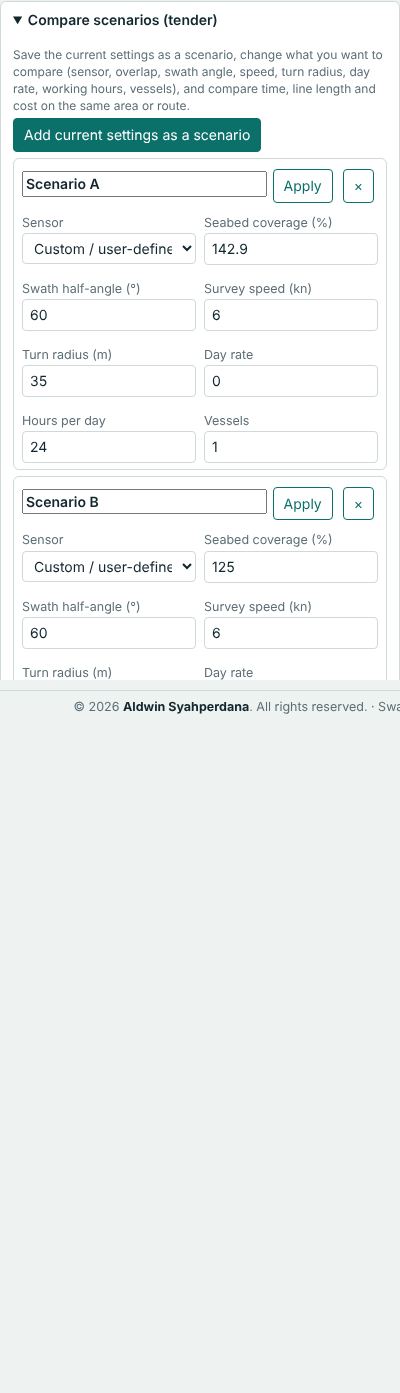 ▼ Compare scenarios (tender)
Save the current settings as a scenario, change what you want to
compare (sensor, overlap, swath angle, speed, turn radius, day
rate, working hours, vessels), and compare time, line length and
cost on the same area or route.
Add current settings as a scenario
Scenario A Apply ×
Sensor Seabed coverage (%)
Custom / user-define 142.9
Swath half-angle (°) Survey speed (kn)
60 6
Turn radius (m) Day rate
35 0
Hours per day Vessels
24 1
Scenario B Apply ×
Sensor Seabed coverage (%)
Custom / user-define 125
Swath half-angle (°) Survey speed (kn)
60 6
Turn radius (m) Day rate
© 2026 Aldwin Syahperdana. All rights reserved. · Swa